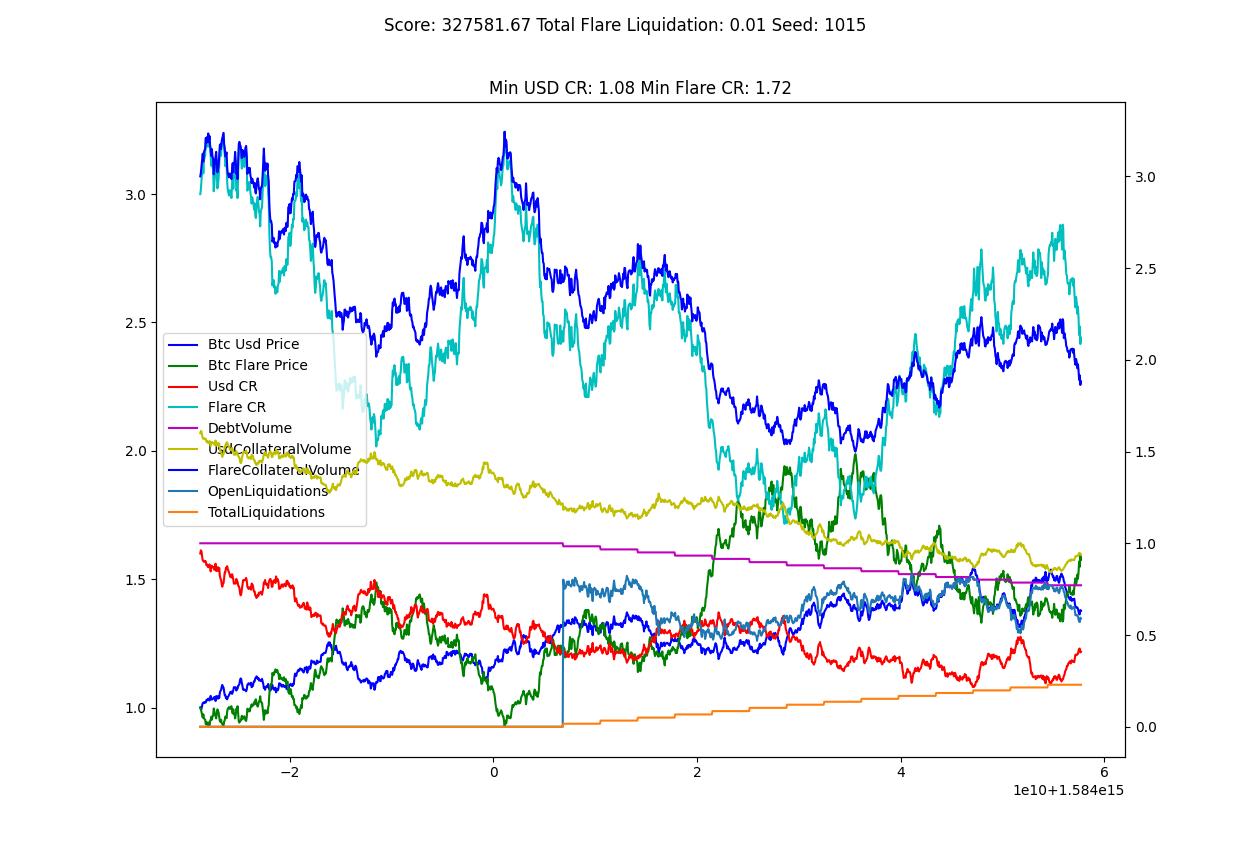 Score: 327581.67 Total Flare Liquidation: 0.01 Seed: 1015
Min USD CR: 1.08 Min Flare CR: 1.72
3.0
2.5
2.0
1.5
1.0
3.0
2.5
2.0
1.5
1.0
0.5
0.0
Btc Usd Price
Btc Flare Price
Usd CR
Flare CR
DebtVolume
UsdCollateralVolume
FlareCollateralVolume
OpenLiquidations
TotalLiquidations
−2 0 2 4 6
1e10+1.584e15